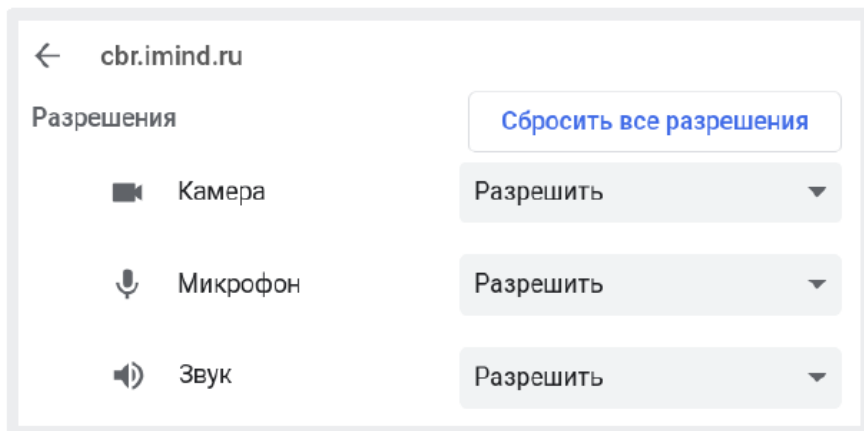 cbr.imind.ru
Разрешения
Сбросить все разрешения
Камера
Разрешить
Микрофон
Разрешить
Звук
Разрешить